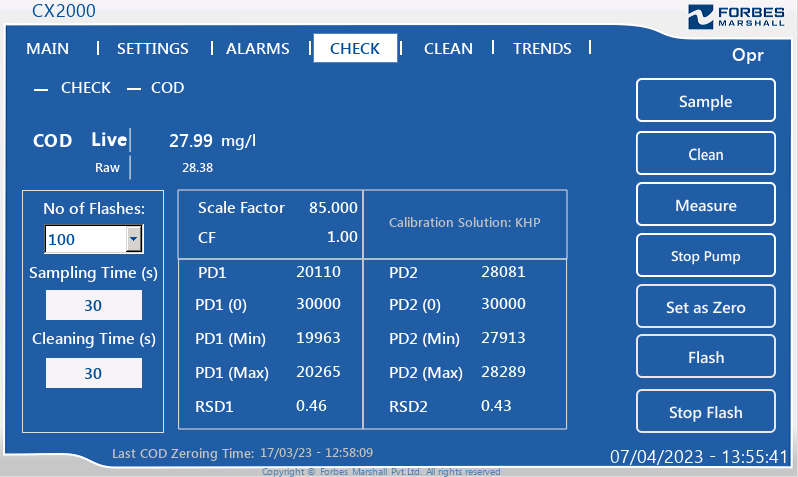 CX2000
FORBES
MARSHALL
MAIN | SETTINGS | ALARMS | CHECK | CLEAN | TRENDS |
Opr
— CHECK — COD
Sample
COD Live 27.99 mg/l
Raw 28.38
Clean
Measure
Stop Pump
Set as Zero
Flash
Stop Flash
No of Flashes:
100
Sampling Time (s)
30
Cleaning Time (s)
30
Scale Factor 85.000
CF 1.00
Calibration Solution: KHP
PD1 20110 PD2 28081
PD1 (0) 30000 PD2 (0) 30000
PD1 (Min) 19963 PD2 (Min) 27913
PD1 (Max) 20265 PD2 (Max) 28289
RSD1 0.46 RSD2 0.43
Last COD Zeroing Time: 17/03/23 - 12:58:09
07/04/2023 - 13:55:41
Copyright © Forbes Marshall Pvt.Ltd. All rights reserved